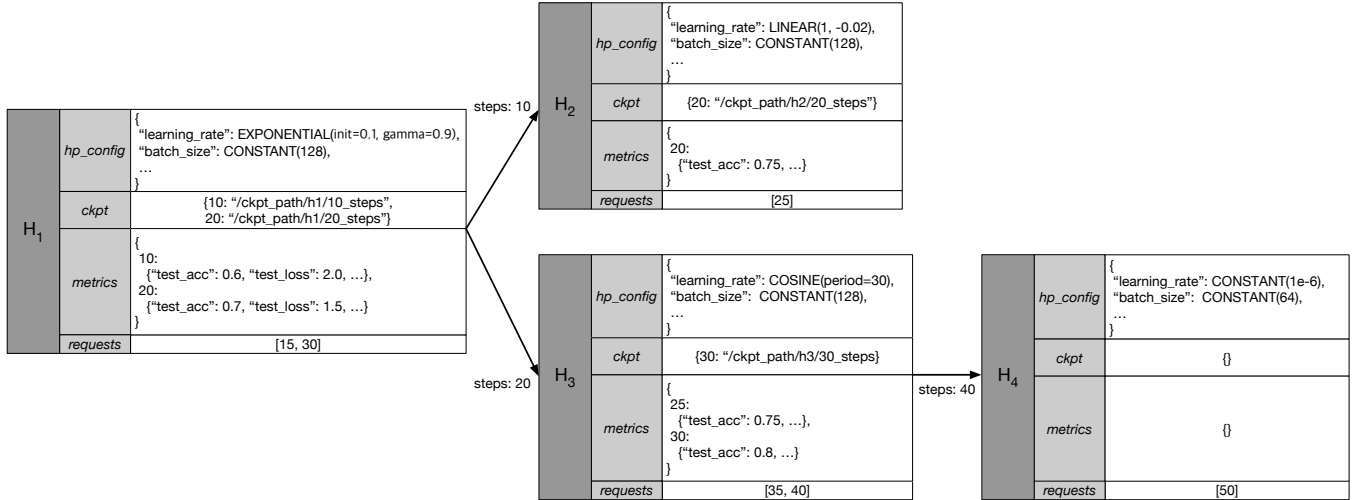 H1
hp_config
{
“learning_rate”: EXPONENTIAL(init=0.1, gamma=0.9),
“batch_size”: CONSTANT(128),
…
}
ckpt
{10: “/ckpt_path/h1/10_steps”,
20: “/ckpt_path/h1/20_steps”}
metrics
{
10:
{“test_acc”: 0.6, “test_loss”: 2.0, …},
20:
{“test_acc”: 0.7, “test_loss”: 1.5, …}
}
requests
[15, 30]
steps: 10
H2
hp_config
{
“learning_rate”: LINEAR(1, -0.02),
“batch_size”: CONSTANT(128),
…
}
ckpt
{20: “/ckpt_path/h2/20_steps”}
metrics
{
20:
{“test_acc”: 0.75, …}
}
requests
[25]
steps: 20
H3
hp_config
{
“learning_rate”: COSINE(period=30),
“batch_size”: CONSTANT(128),
…
}
ckpt
{30: “/ckpt_path/h3/30_steps}
metrics
{
25:
{“test_acc”: 0.75, …},
30:
{“test_acc”: 0.8, …}
}
requests
[35, 40]
steps: 40
H4
hp_config
{
“learning_rate”: CONSTANT(1e-6),
“batch_size”: CONSTANT(64),
…
}
ckpt
{}
metrics
{}
requests
[50]